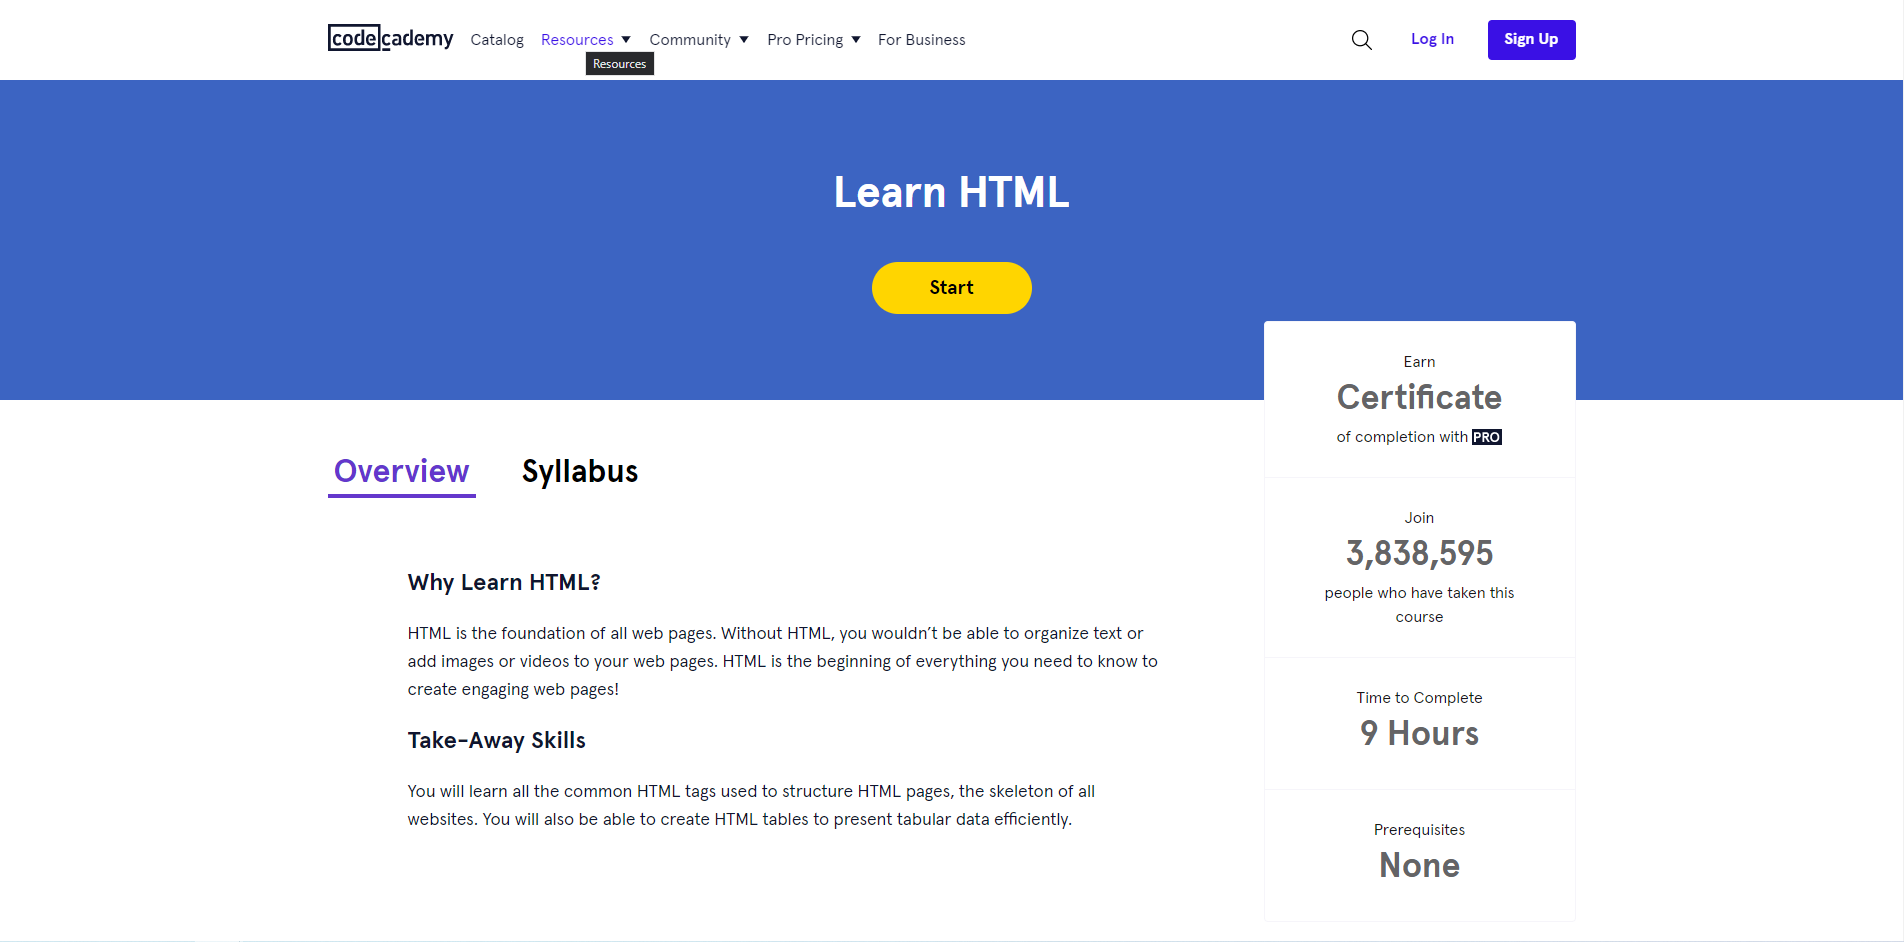 codecademy Catalog Resources Community Pro Pricing For Business Log In Sign Up
Resources
Learn HTML
Start
Earn
Certificate
of completion with PRO
Overview Syllabus
Join
3,838,595
people who have taken this
course
Why Learn HTML?
HTML is the foundation of all web pages. Without HTML, you wouldn’t be able to organize text or
add images or videos to your web pages. HTML is the beginning of everything you need to know to
create engaging web pages!
Time to Complete
9 Hours
Take-Away Skills
You will learn all the common HTML tags used to structure HTML pages, the skeleton of all
websites. You will also be able to create HTML tables to present tabular data efficiently.
Prerequisites
None